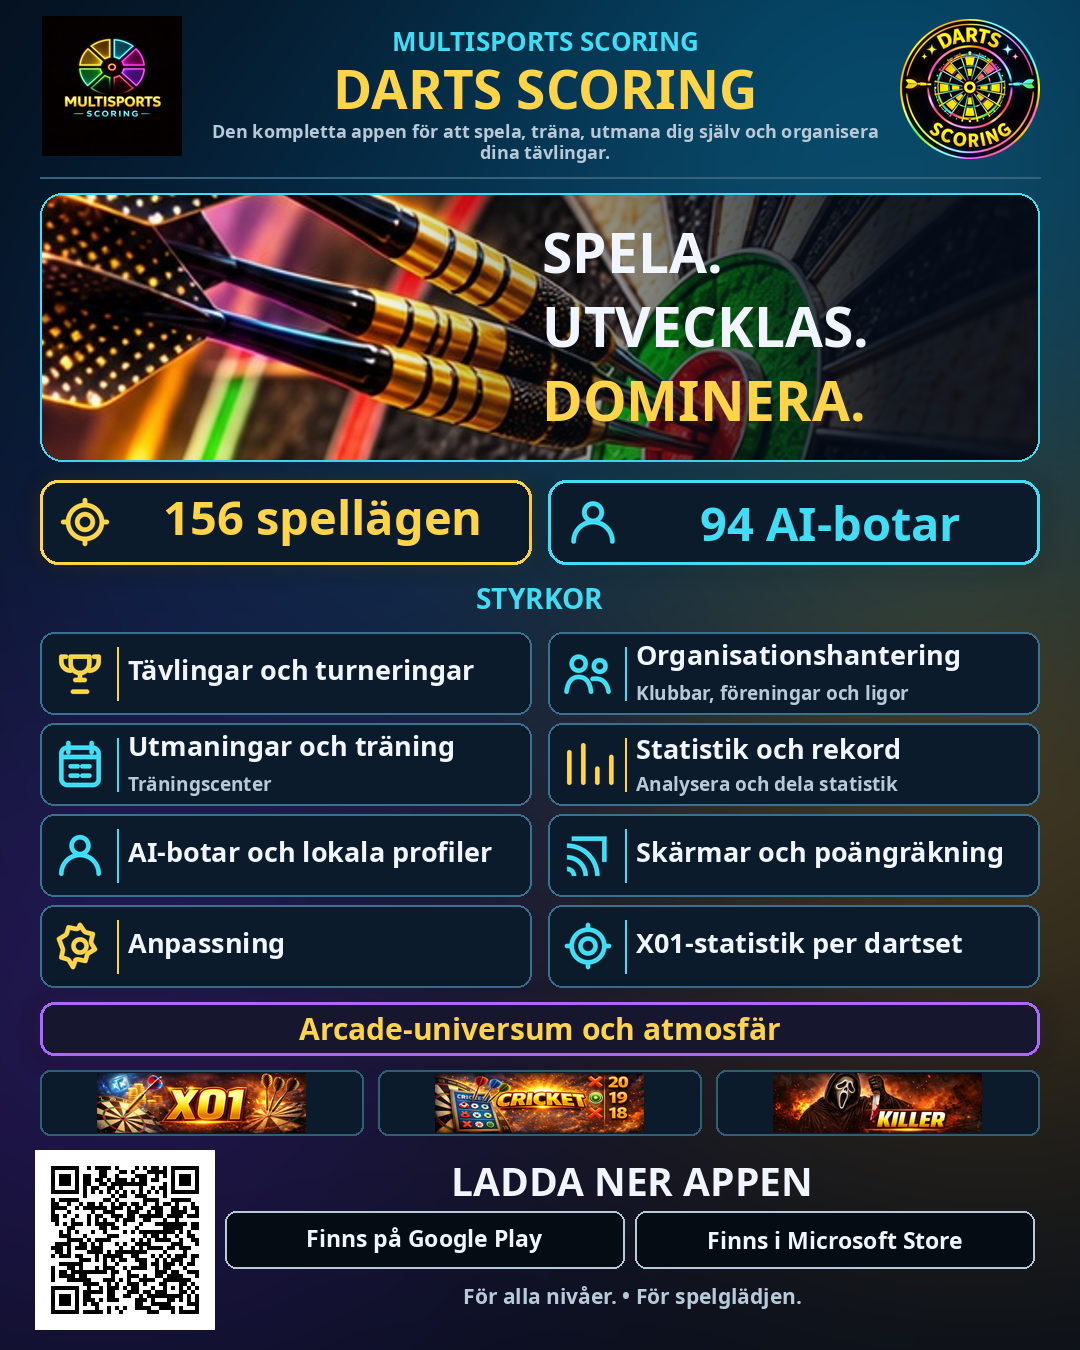 MULTISPORTS SCORING
DARTS SCORING
Den kompletta appen för att spela, träna, utmana dig själv och organisera
dina tävlingar.
MULTISPORTS
SCORING
DARTS
SCORING
SPELA.
UTVECKLAS.
DOMINERA.
156 spellägen
94 AI-botar
STYRKOR
Tävlingar och turneringar
Organisationshantering
Klubbar, föreningar och ligor
Utmaningar och träning
Träningscenter
Statistik och rekord
Analysera och dela statistik
AI-botar och lokala profiler
Skärmar och poängräkning
Anpassning
X01-statistik per dartset
Arcade-universum och atmosfär
X01
CRICKET
CRICKET
20
19
18
KILLER
LADDA NER APPEN
Finns på Google Play
Finns i Microsoft Store
För alla nivåer. • För spelglädjen.